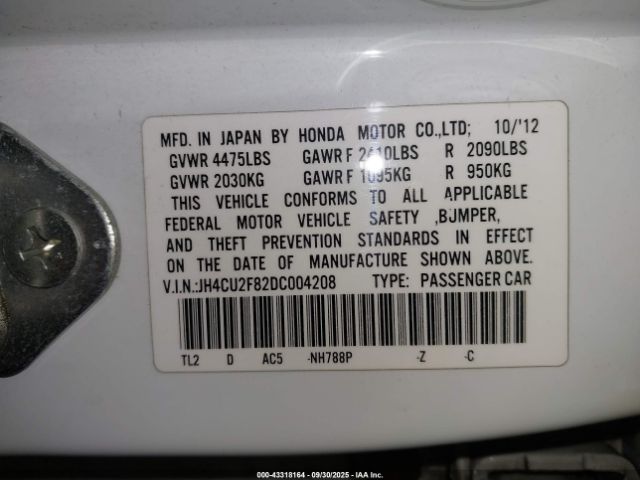 MFD. IN JAPAN BY HONDA MOTOR CO.,LTD; 10/'12
GVWR 4475LBS GAWR F 2410LBS R 2090LBS
GVWR 2030KG GAWR F 1095KG R 950KG
THIS VEHICLE CONFORMS TO ALL APPLICABLE
FEDERAL MOTOR VEHICLE SAFETY ,BJMPER,
AND THEFT PREVENTION STANDARDS IN EFFECT
ON THE DATE OF MANUFACTURE SHOWN ABOVE.
V.I.N.:JH4CU2F82DC004208 TYPE: PASSENGER CAR
TL2 D AC5 -NH788P -Z -C
000-43318164 - 09/30/2025 - IAA Inc.